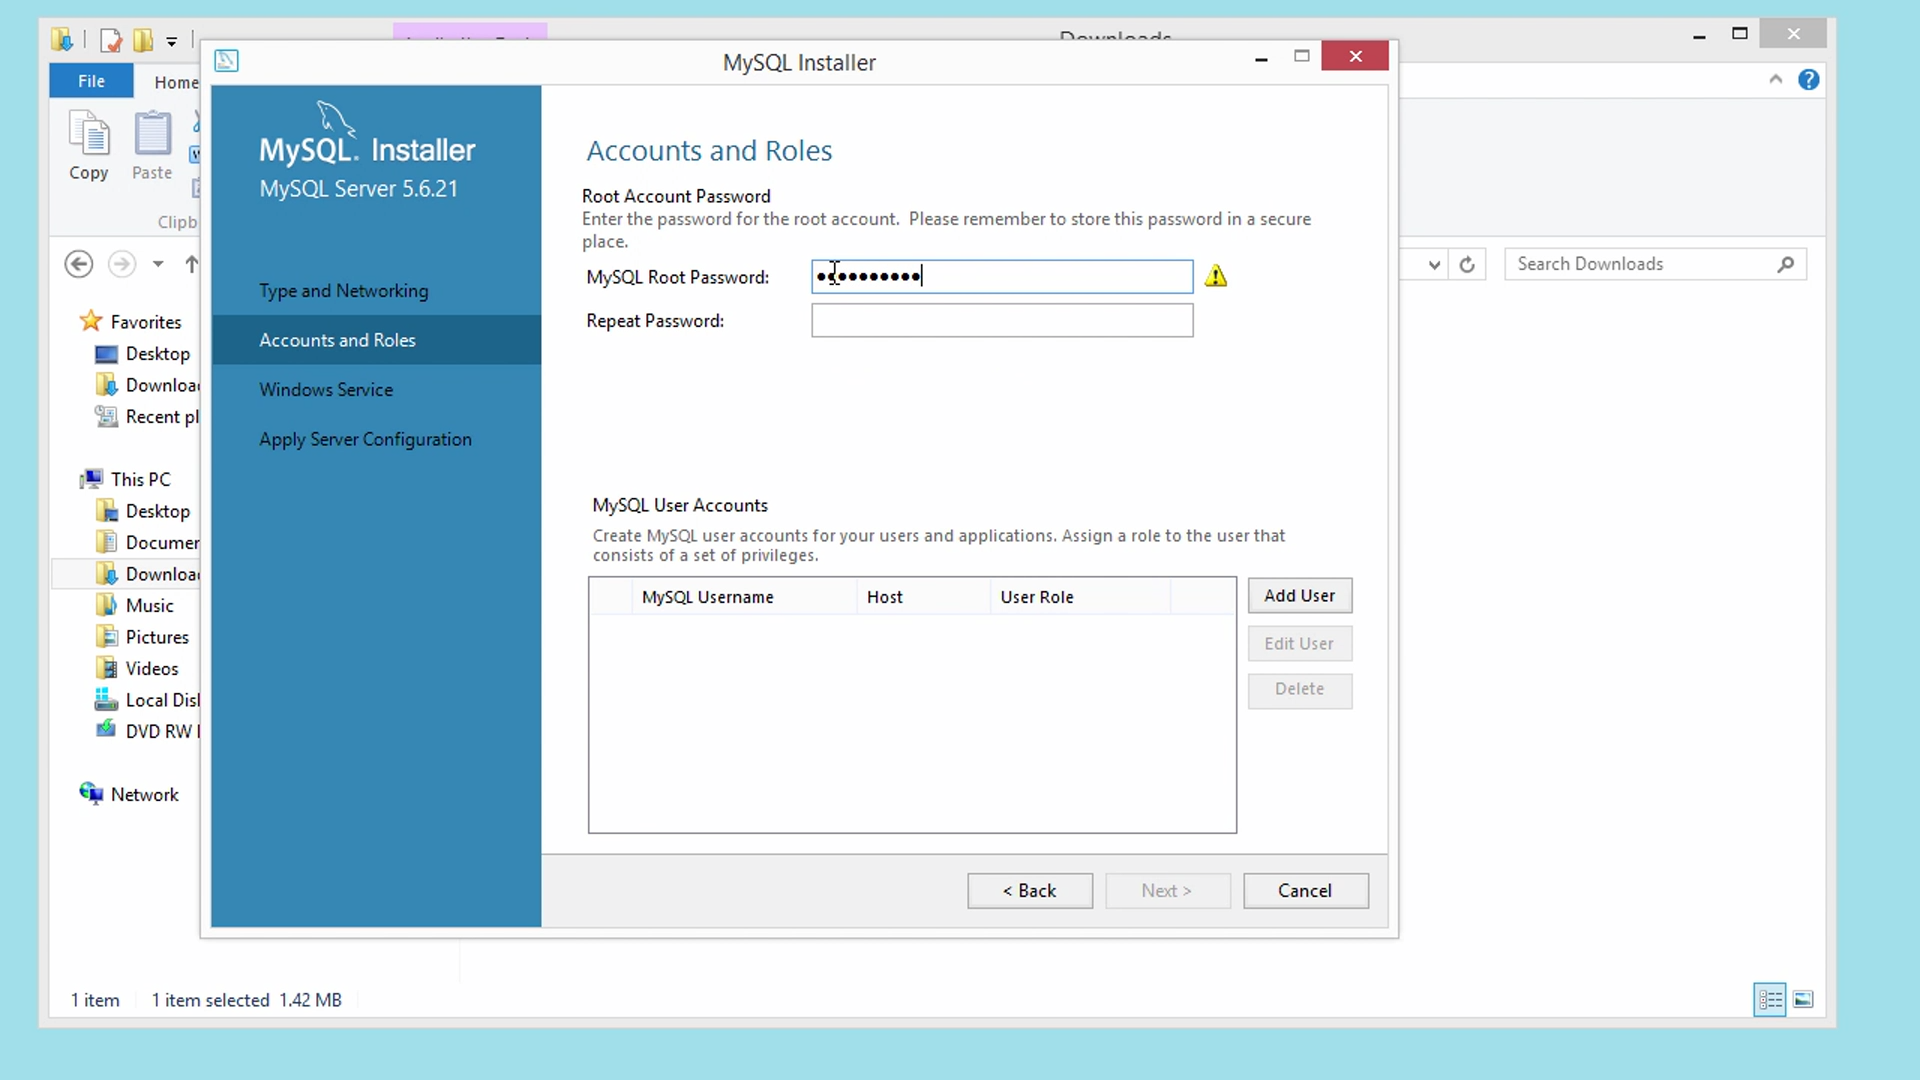 Downloads
MySQL Installer
File
Home
Copy
Paste
Clipb
MySQL. Installer
MySQL Server 5.6.21
Type and Networking
Accounts and Roles
Windows Service
Apply Server Configuration
Accounts and Roles
Root Account Password
Enter the password for the root account. Please remember to store this password in a secure
place.
MySQL Root Password: ●●●●●●●●●●
Repeat Password:
MySQL User Accounts
Create MySQL user accounts for your users and applications. Assign a role to the user that
consists of a set of privileges.
MySQL Username Host User Role
Add User
Edit User
Delete
< Back
Next >
Cancel
Search Downloads
Favorites
Desktop
Downloa
Recent pl
This PC
Desktop
Documen
Downloa
Music
Pictures
Videos
Local Dis
DVD RW
Network
1 item 1 item selected 1.42 MB